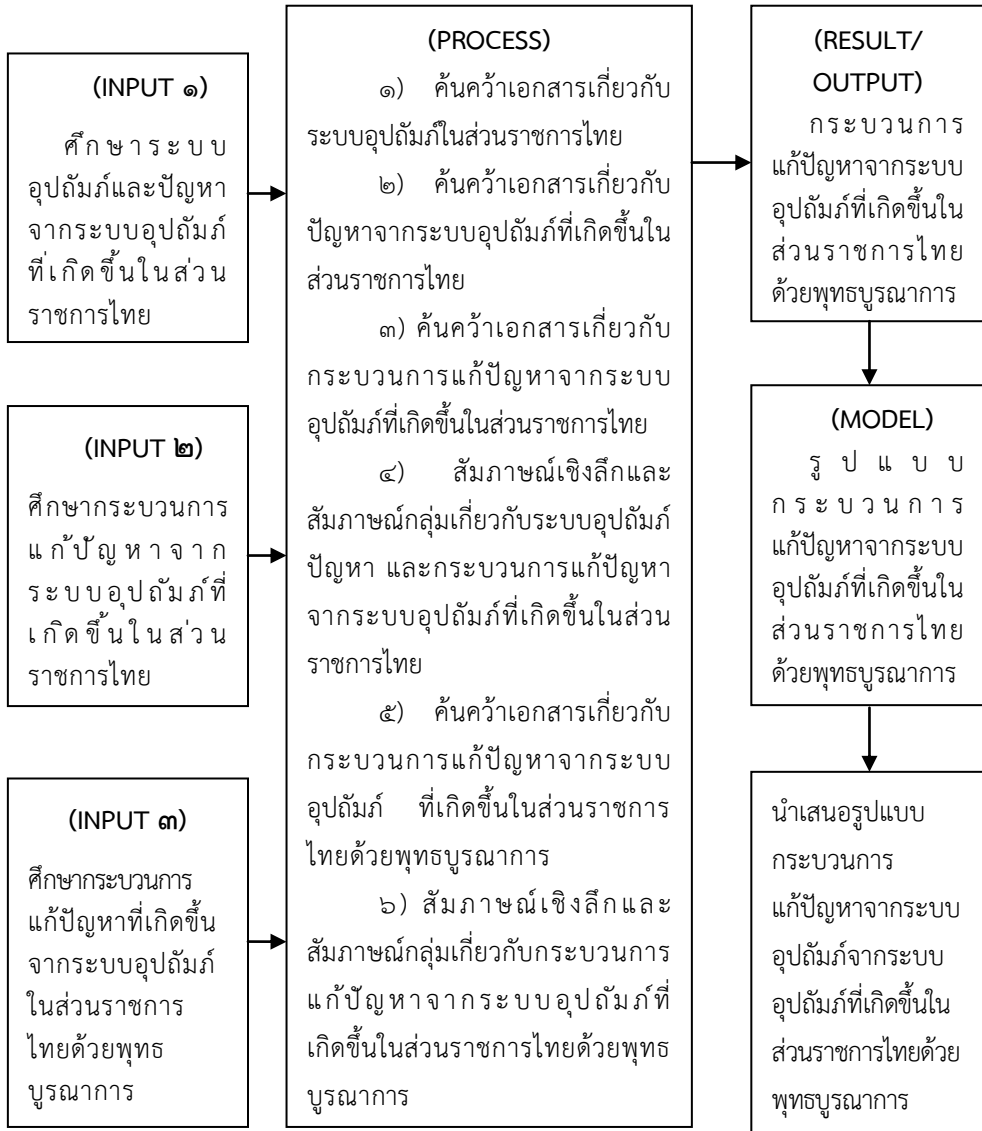 (INPUT ๑)
ศึกษาระบบ
อุปถัมภ์และปัญหา
จากระบบอุปถัมภ์
ที่เกิดขึ้นในส่วน
ราชการไทย
(INPUT ๒)
ศึกษากระบวนการ
แก้ปัญหาจาก
ระบบอุปถัมภ์ที่
เกิดขึ้นในส่วน
ราชการไทย
(INPUT ๓)
ศึกษากระบวนการ
แก้ปัญหาที่เกิดขึ้น
จากระบบอุปถัมภ์
ในส่วนราชการ
ไทยด้วยพุทธ
บูรณาการ
(PROCESS)
๑) ค้นคว้าเอกสารเกี่ยวกับ
ระบบอุปถัมภ์ในส่วนราชการไทย
๒) ค้นคว้าเอกสารเกี่ยวกับ
ปัญหาจากระบบอุปถัมภ์ที่เกิดขึ้นใน
ส่วนราชการไทย
๓) ค้นคว้าเอกสารเกี่ยวกับ
กระบวนการแก้ปัญหาจากระบบ
อุปถัมภ์ที่เกิดขึ้นในส่วนราชการไทย
๔) สัมภาษณ์เชิงลึกและ
สัมภาษณ์กลุ่มเกี่ยวกับระบบอุปถัมภ์
ปัญหา และกระบวนการแก้ปัญหา
จากระบบอุปถัมภ์ที่เกิดขึ้นในส่วน
ราชการไทย
๕) ค้นคว้าเอกสารเกี่ยวกับ
กระบวนการแก้ปัญหาจากระบบ
อุปถัมภ์ ที่เกิดขึ้นในส่วนราชการ
ไทยด้วยพุทธบูรณาการ
๖) สัมภาษณ์เชิงลึกและ
สัมภาษณ์กลุ่มเกี่ยวกับกระบวนการ
แก้ปัญหาจากระบบอุปถัมภ์ที่
เกิดขึ้นในส่วนราชการไทยด้วยพุทธ
บูรณาการ
(RESULT/
OUTPUT)
กระบวนการ
แก้ปัญหาจากระบบ
อุปถัมภ์ที่เกิดขึ้นใน
ส่วนราชการไทย
ด้วยพุทธบูรณาการ
(MODEL)
รูปแบบ
กระบวนการ
แก้ปัญหาจากระบบ
อุปถัมภ์ที่เกิดขึ้นใน
ส่วนราชการไทย
ด้วยพุทธบูรณาการ
นำเสนอรูปแบบ
กระบวนการ
แก้ปัญหาจากระบบ
อุปถัมภ์จากระบบ
อุปถัมภ์ที่เกิดขึ้นใน
ส่วนราชการไทยด้วย
พุทธบูรณาการ